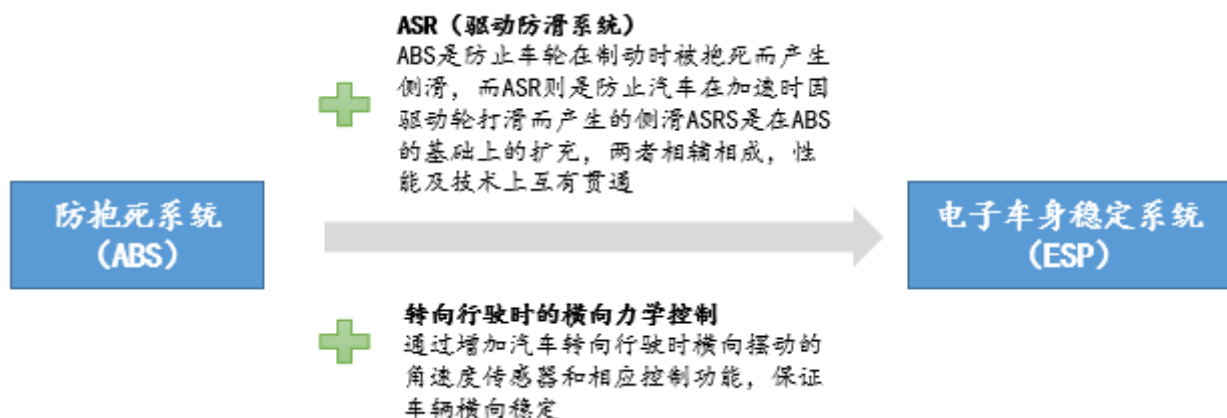 ASR（驱动防滑系统）
ABS是防止车轮在制动时被抱死而产生
侧滑，而ASR则是防止汽车在加速时因
驱动轮打滑而产生的侧滑ASRS是在ABS
的基础上的扩充，两者相辅相成，性
能及技术上互有贯通
防抱死系统
（ABS）
电子车身稳定系统
（ESP）
转向行驶时的横向力学控制
通过增加汽车转向行驶时横向摆动的
角速度传感器和相应控制功能，保证
车辆横向稳定